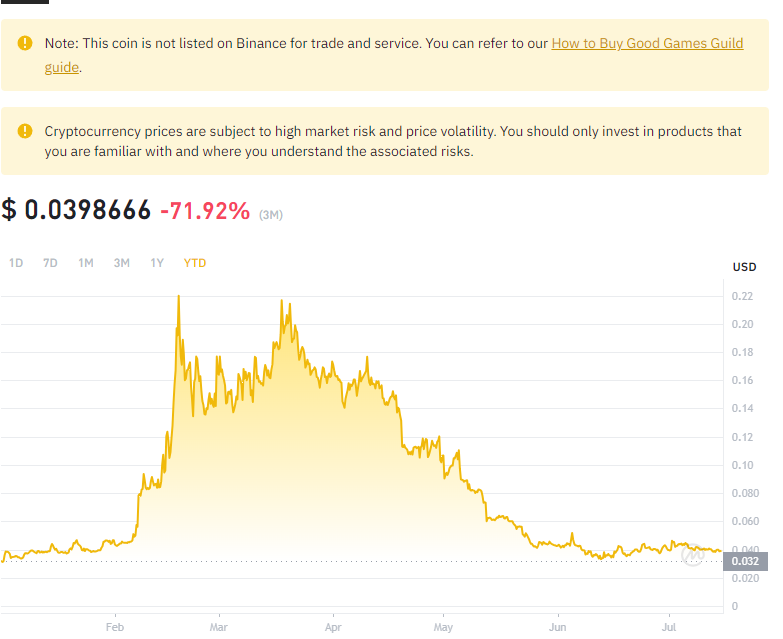 Note: This coin is not listed on Binance for trade and service. You can refer to our How to Buy Good Games Guild
guide.
Cryptocurrency prices are subject to high market risk and price volatility. You should only invest in products that
you are familiar with and where you understand the associated risks.
$ 0.0398666 -71.92% (3M)
1D 7D 1M 3M 1Y YTD
USD
0.22
0.20
0.18
0.16
0.14
0.12
0.10
0.080
0.060
0.040
0.032
0.020
0
Feb Mar Apr May Jun Jul